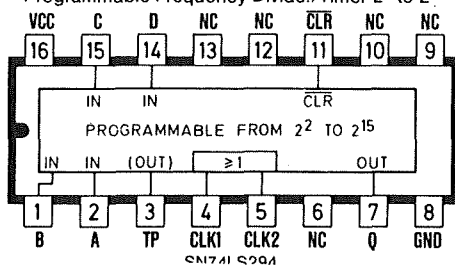 Programmable Frequency Divider/Timer 2² to 2
VCC C D NC NC CLR NC NC
16 15 14 13 12 11 10 9
IN IN CLR
PROGRAMMABLE FROM 2² TO 2¹⁵
IN IN (OUT) ≥1 OUT
1 2 3 4 5 6 7 8
B A TP CLK1 CLK2 NC Q GND
SN74LS294